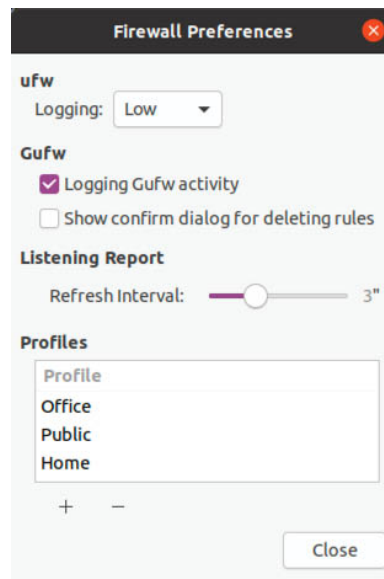 Firewall Preferences
ufw
Logging: Low
Gufw
Logging Gufw activity
Show confirm dialog for deleting rules
Listening Report
Refresh Interval: 3"
Profiles
Profile
Office
Public
Home
+ −
Close